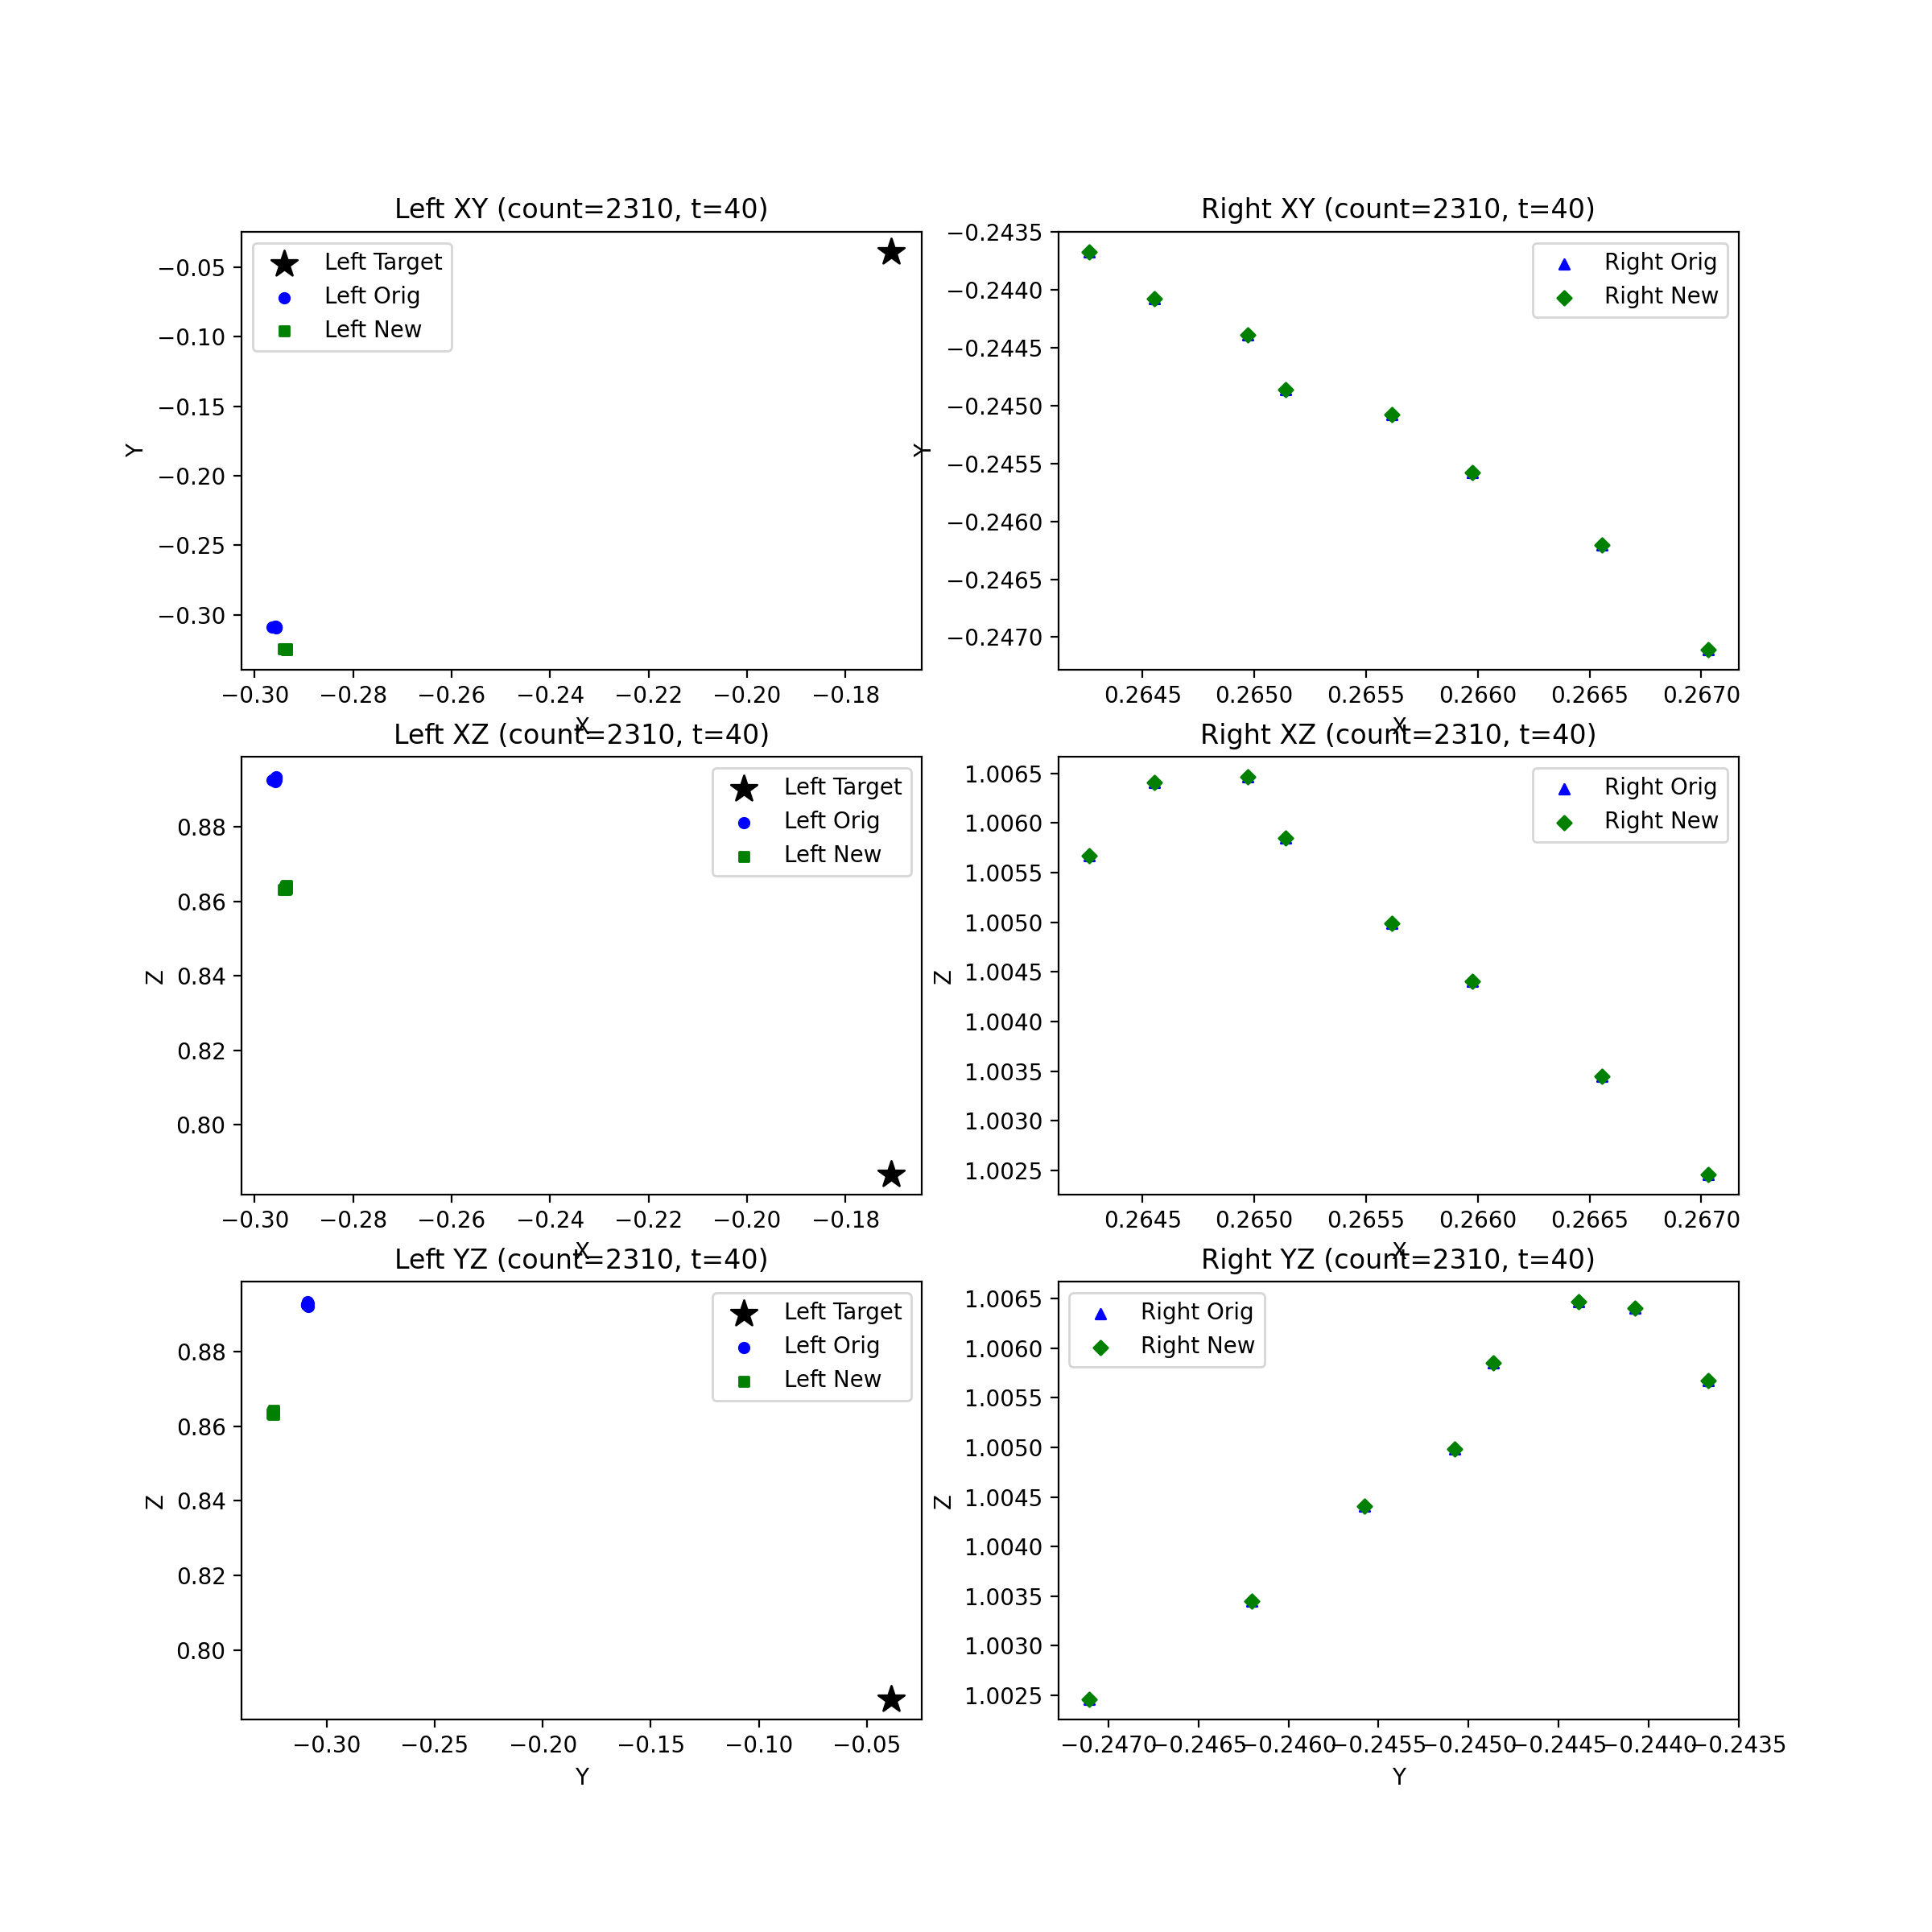 Left XY (count=2310, t=40)
Left Target
Left Orig
Left New
−0.05
−0.10
−0.15
−0.20
−0.25
−0.30
Y
−0.30 −0.28 −0.26 −0.24 −0.22 −0.20 −0.18
X
Right XY (count=2310, t=40)
Right Orig
Right New
−0.2435
−0.2440
−0.2445
−0.2450
−0.2455
−0.2460
−0.2465
−0.2470
Y
0.2645 0.2650 0.2655 0.2660 0.2665 0.2670
X
Left XZ (count=2310, t=40)
Left Target
Left Orig
Left New
0.88
0.86
0.84
0.82
0.80
Z
−0.30 −0.28 −0.26 −0.24 −0.22 −0.20 −0.18
X
Right XZ (count=2310, t=40)
Right Orig
Right New
1.0065
1.0060
1.0055
1.0050
1.0045
1.0040
1.0035
1.0030
1.0025
Z
0.2645 0.2650 0.2655 0.2660 0.2665 0.2670
X
Left YZ (count=2310, t=40)
Left Target
Left Orig
Left New
0.88
0.86
0.84
0.82
0.80
Z
−0.30 −0.25 −0.20 −0.15 −0.10 −0.05
Y
Right YZ (count=2310, t=40)
Right Orig
Right New
1.0065
1.0060
1.0055
1.0050
1.0045
1.0040
1.0035
1.0030
1.0025
Z
−0.2470 −0.2465 −0.2460 −0.2455 −0.2450 −0.2445 −0.2440 −0.2435
Y